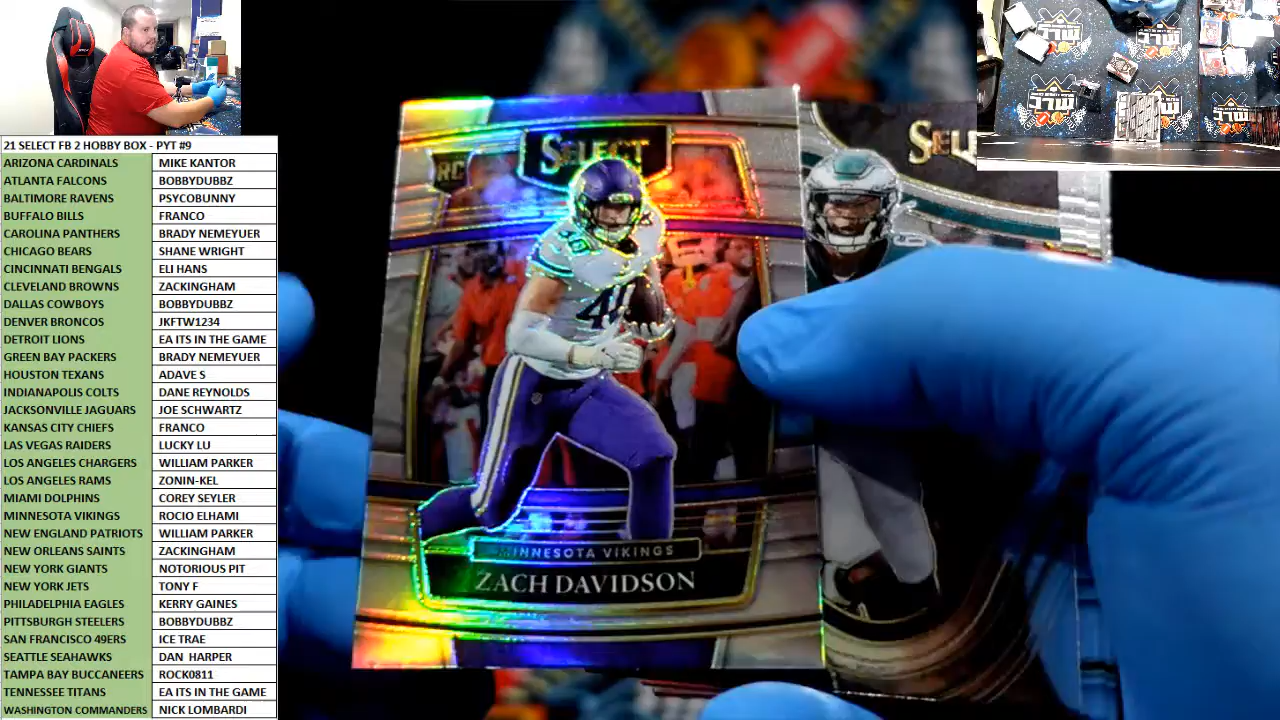 21 SELECT FB 2 HOBBY BOX - PYT #9
ARIZONA CARDINALS MIKE KANTOR
ATLANTA FALCONS BOBBYDUBBZ
BALTIMORE RAVENS PSYCOBUNNY
BUFFALO BILLS FRANCO
CAROLINA PANTHERS BRADY NEMEYUER
CHICAGO BEARS SHANE WRIGHT
CINCINNATI BENGALS ELI HANS
CLEVELAND BROWNS ZACKINGHAM
DALLAS COWBOYS BOBBYDUBBZ
DENVER BRONCOS JKFTW1234
DETROIT LIONS EA ITS IN THE GAME
GREEN BAY PACKERS BRADY NEMEYUER
HOUSTON TEXANS ADAVE S
INDIANAPOLIS COLTS DANE REYNOLDS
JACKSONVILLE JAGUARS JOE SCHWARTZ
KANSAS CITY CHIEFS FRANCO
LAS VEGAS RAIDERS LUCKY LU
LOS ANGELES CHARGERS WILLIAM PARKER
LOS ANGELES RAMS ZONIN-KEL
MIAMI DOLPHINS COREY SEYLER
MINNESOTA VIKINGS ROCIO ELHAMI
NEW ENGLAND PATRIOTS WILLIAM PARKER
NEW ORLEANS SAINTS ZACKINGHAM
NEW YORK GIANTS NOTORIOUS PIT
NEW YORK JETS TONY F
PHILADELPHIA EAGLES KERRY GAINES
PITTSBURGH STEELERS BOBBYDUBBZ
SAN FRANCISCO 49ERS ICE TRAE
SEATTLE SEAHAWKS DAN HARPER
TAMPA BAY BUCCANEERS ROCK0811
TENNESSEE TITANS EA ITS IN THE GAME
WASHINGTON COMMANDERS NICK LOMBARDI
SELECT
RC
MINNESOTA VIKINGS
ZACH DAVIDSON
SELE